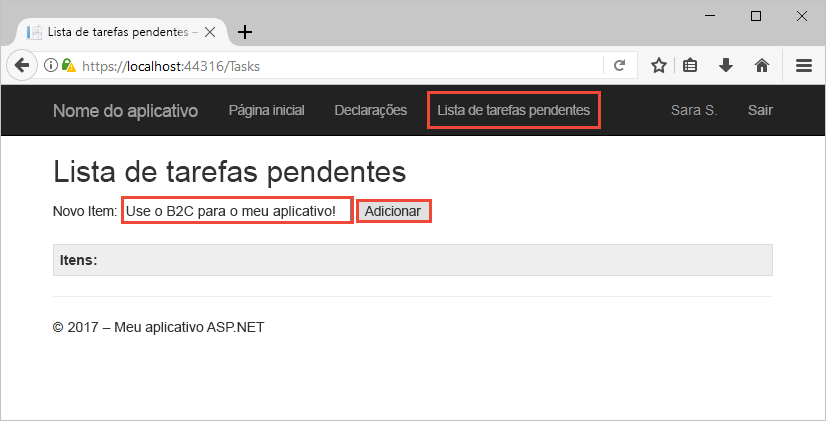 Lista de tarefas pendentes –
https://localhost:44316/Tasks
Nome do aplicativo Página inicial Declarações Lista de tarefas pendentes Sara S. Sair
Lista de tarefas pendentes
Novo Item: Use o B2C para o meu aplicativo! Adicionar
Itens:
© 2017 – Meu aplicativo ASP.NET